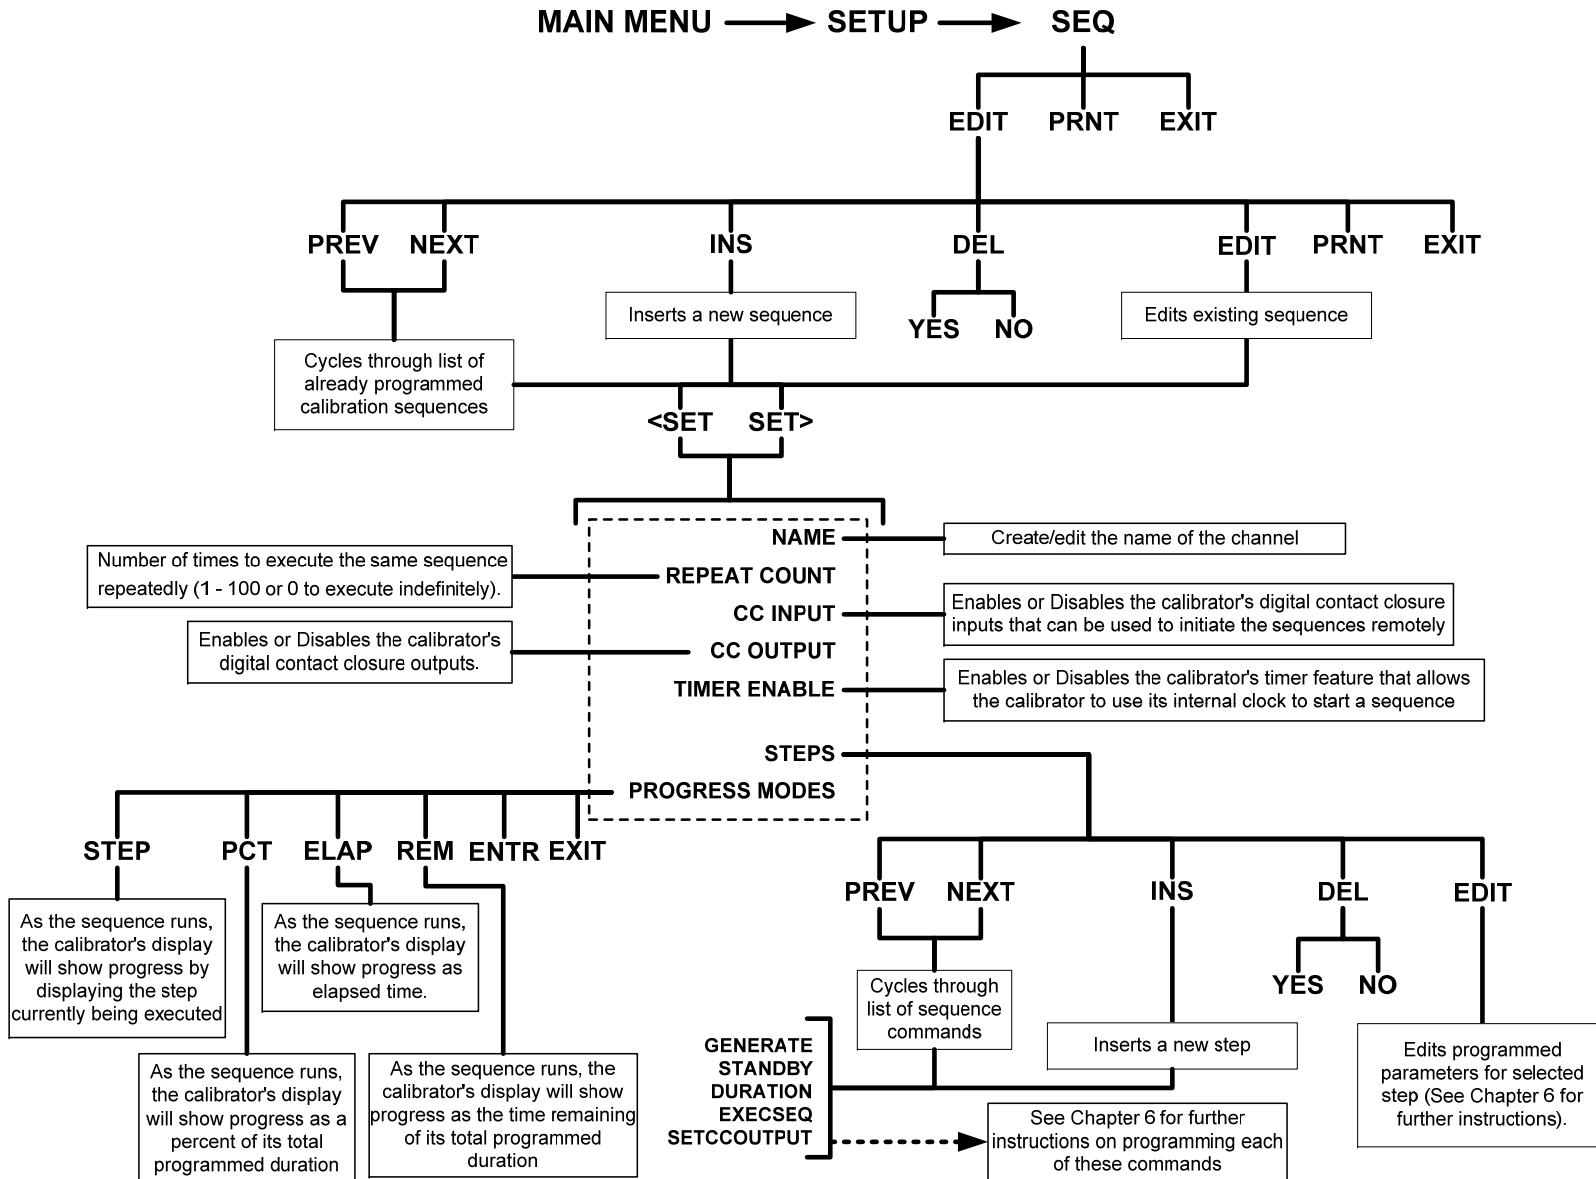 MAIN MENU SETUP SEQ
EDIT PRNT EXIT
PREV NEXT INS DEL EDIT PRNT EXIT
Inserts a new sequence
YES NO
Edits existing sequence
Cycles through list of
already programmed
calibration sequences
<SET SET>
NAME
Create/edit the name of the channel
Number of times to execute the same sequence
repeatedly (1 - 100 or 0 to execute indefinitely).
REPEAT COUNT
CC INPUT
Enables or Disables the calibrator's digital contact closure
inputs that can be used to initiate the sequences remotely
Enables or Disables the calibrator's
digital contact closure outputs.
CC OUTPUT
TIMER ENABLE
Enables or Disables the calibrator's timer feature that allows
the calibrator to use its internal clock to start a sequence
STEPS
PROGRESS MODES
STEP PCT ELAP REM ENTR EXIT
As the sequence runs,
the calibrator's display
will show progress by
displaying the step
currently being executed
As the sequence runs,
the calibrator's display
will show progress as
elapsed time.
As the sequence runs,
the calibrator's display
will show progress as a
percent of its total
programmed duration
As the sequence runs, the
calibrator's display will show
progress as the time remaining
of its total programmed
duration
PREV NEXT INS DEL EDIT
YES NO
Cycles through
list of sequence
commands
Inserts a new step
Edits programmed
parameters for selected
step (See Chapter 6 for
further instructions).
GENERATE
STANDBY
DURATION
EXECSEQ
SETCCOUTPUT
See Chapter 6 for further
instructions on programming each
of these commands